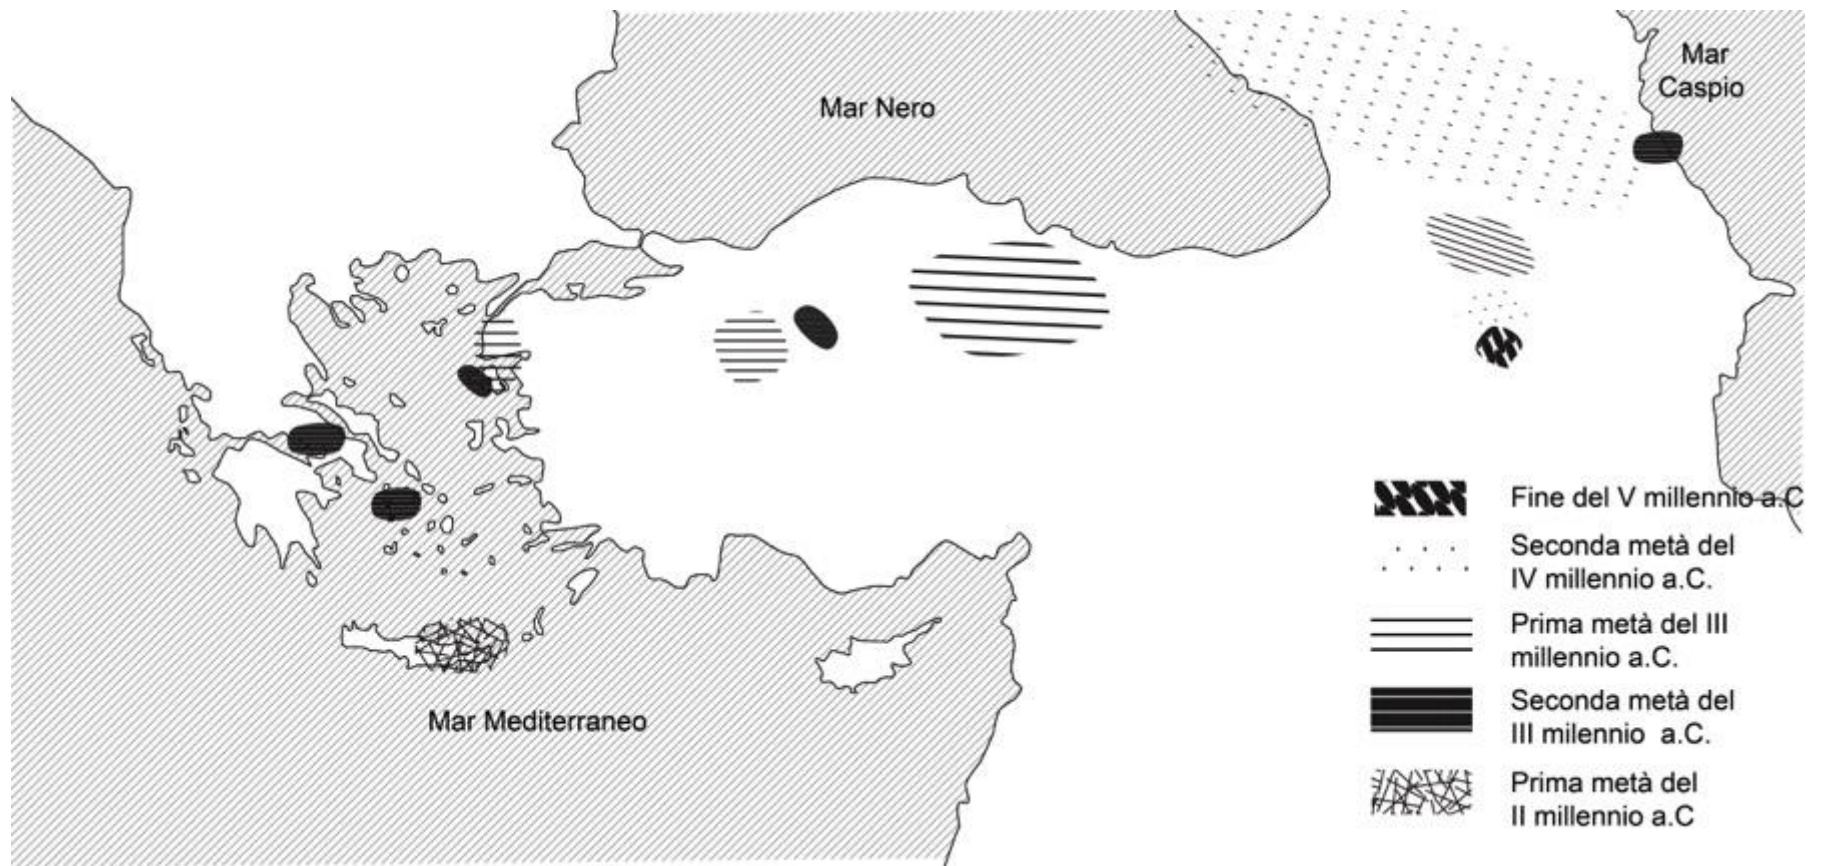 Mar Nero
Mar
Caspio
Mar Mediterraneo
Fine del V millennio a.C
Seconda metà del
IV millennio a.C.
Prima metà del III
millennio a.C.
Seconda metà del
III milennio a.C.
Prima metà del
II millennio a.C